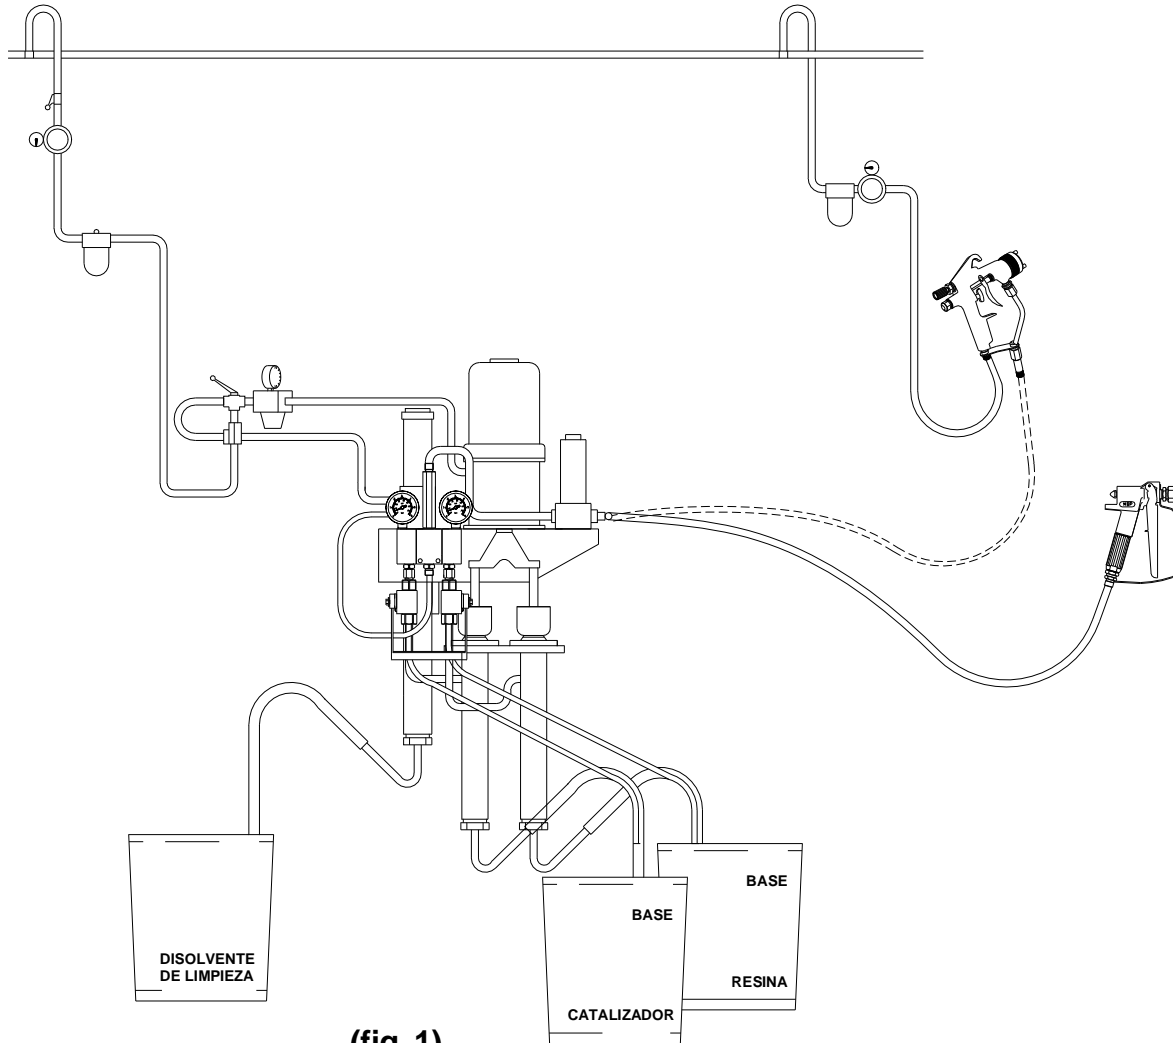 BASE
BASE
DISOLVENTE
DE LIMPIEZA
RESINA
CATALIZADOR
(fig. 1)